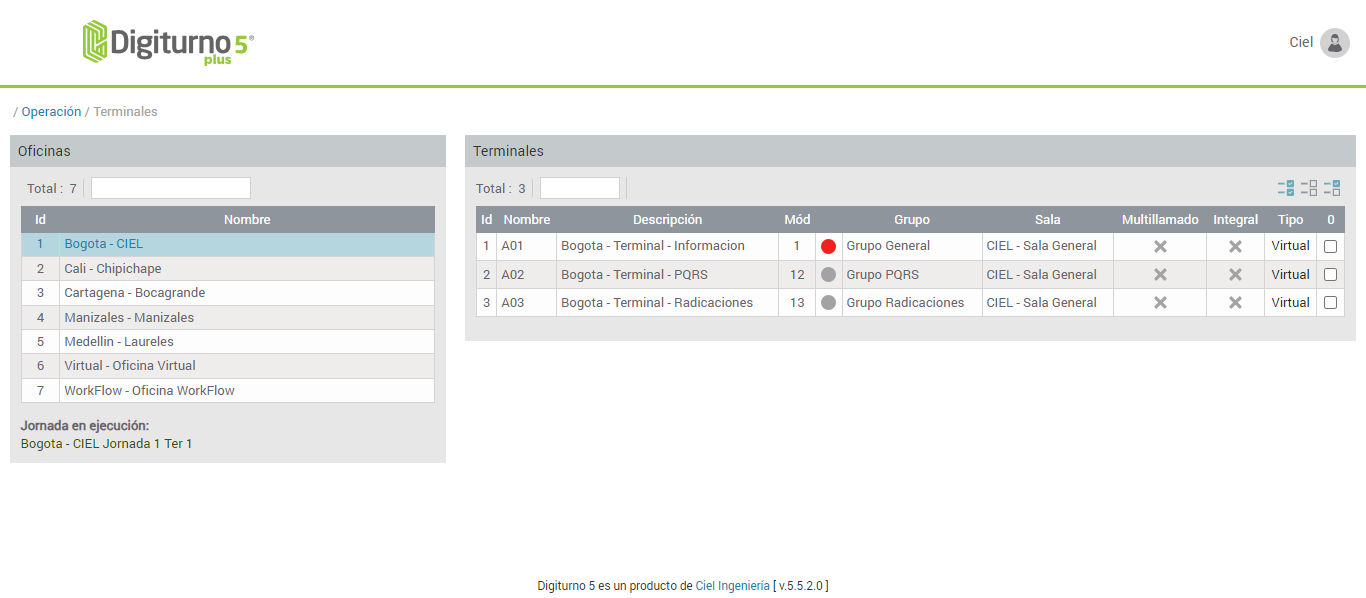 Digiturno 5®
plus
Ciel
/ Operación / Terminales
Oficinas
Total : 7
Id Nombre
1 Bogota - CIEL
2 Cali - Chipichape
3 Cartagena - Bocagrande
4 Manizales - Manizales
5 Medellin - Laureles
6 Virtual - Oficina Virtual
7 WorkFlow - Oficina WorkFlow
Jornada en ejecución:
Bogota - CIEL Jornada 1 Ter 1
Terminales
Total : 3
Id Nombre Descripción Mód Grupo Sala Multillamado Integral Tipo 0
1 A01 Bogota - Terminal - Informacion 1 Grupo General CIEL - Sala General Virtual
2 A02 Bogota - Terminal - PQRS 12 Grupo PQRS CIEL - Sala General Virtual
3 A03 Bogota - Terminal - Radicaciones 13 Grupo Radicaciones CIEL - Sala General Virtual
Digiturno 5 es un producto de Ciel Ingeniería [ v.5.5.2.0 ]